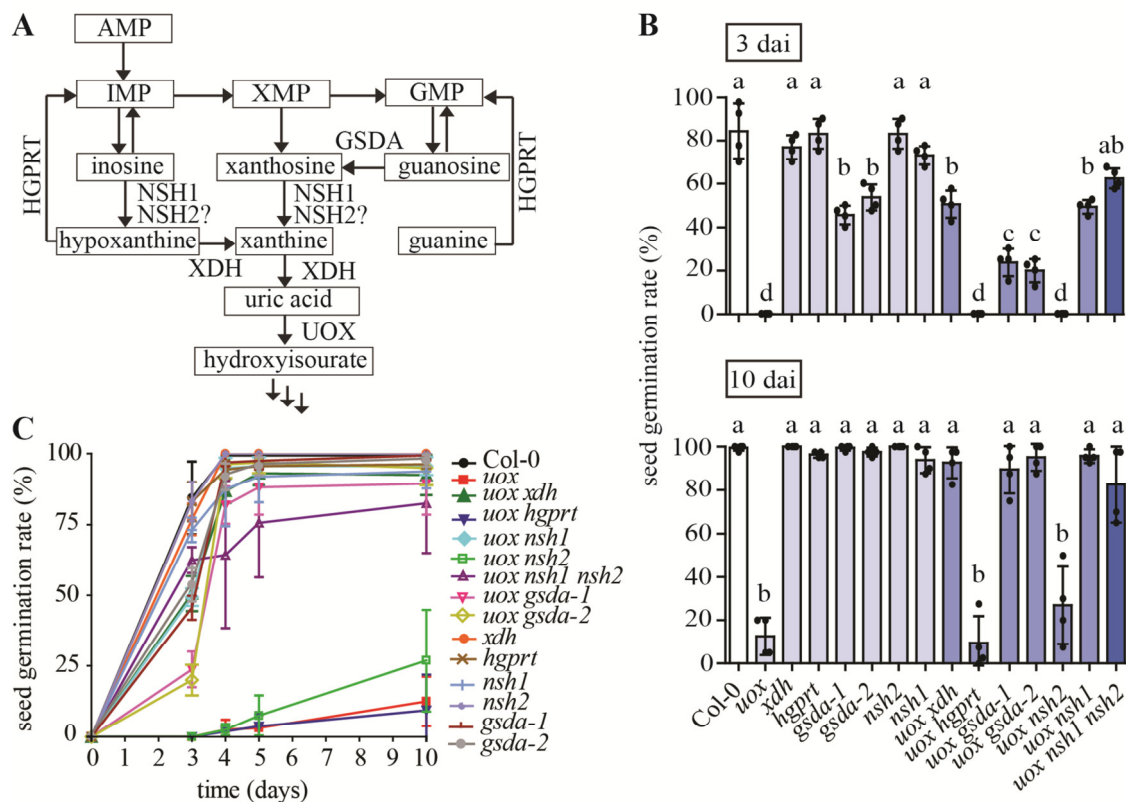 A
AMP
IMP
XMP
GMP
HGPRT
HGPRT
GSDA
inosine
xanthosine
guanosine
NSH1
NSH2?
NSH1
NSH2?
hypoxanthine
xanthine
guanine
XDH
XDH
uric acid
UOX
hydroxyisourate
B
3 dai
a
d
a
a
b
b
a
a
b
d
c
c
d
b
ab
100
80
60
40
20
0
seed germination rate (%)
10 dai
a
b
a
a
a
a
a
a
a
b
a
a
b
a
a
100
80
60
40
20
0
seed germination rate (%)
Col-0
uox
xdh
hgprt
gsda-1
gsda-2
nsh2
nsh1
uox xdh
uox hgprt
uox gsda-1
uox gsda-2
uox nsh2
uox nsh1
uox nsh1 nsh2
C
100
75
50
25
0
seed germination rate (%)
0 1 2 3 4 5 6 7 8 9 10
time (days)
Col-0
uox
uox xdh
uox hgprt
uox nsh1
uox nsh2
uox nsh1 nsh2
uox gsda-1
uox gsda-2
xdh
hgprt
nsh1
nsh2
gsda-1
gsda-2